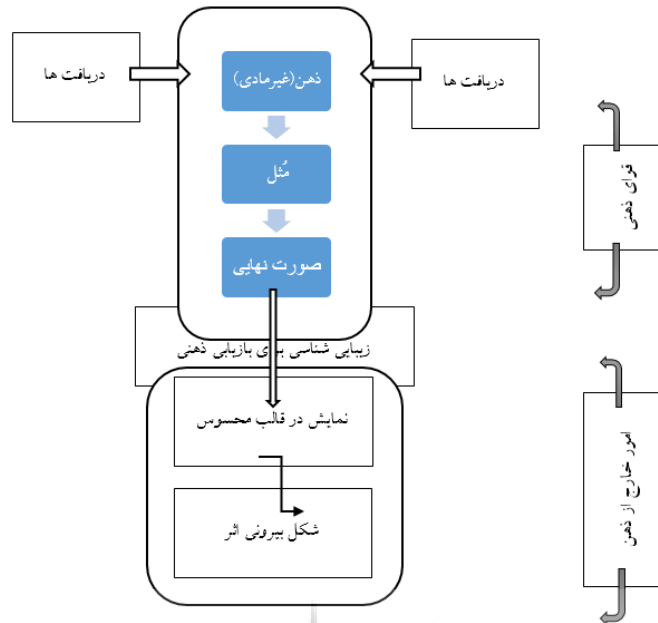 دریافت ها
ذهن(غیرمادی)
دریافت ها
مُثل
صورت نهایی
زیبایی شناسی برای بازیابی ذهنی
نمایش در قالب محسوس
شکل بیرونی اثر
قوای ذهنی
امور خارج از ذهن